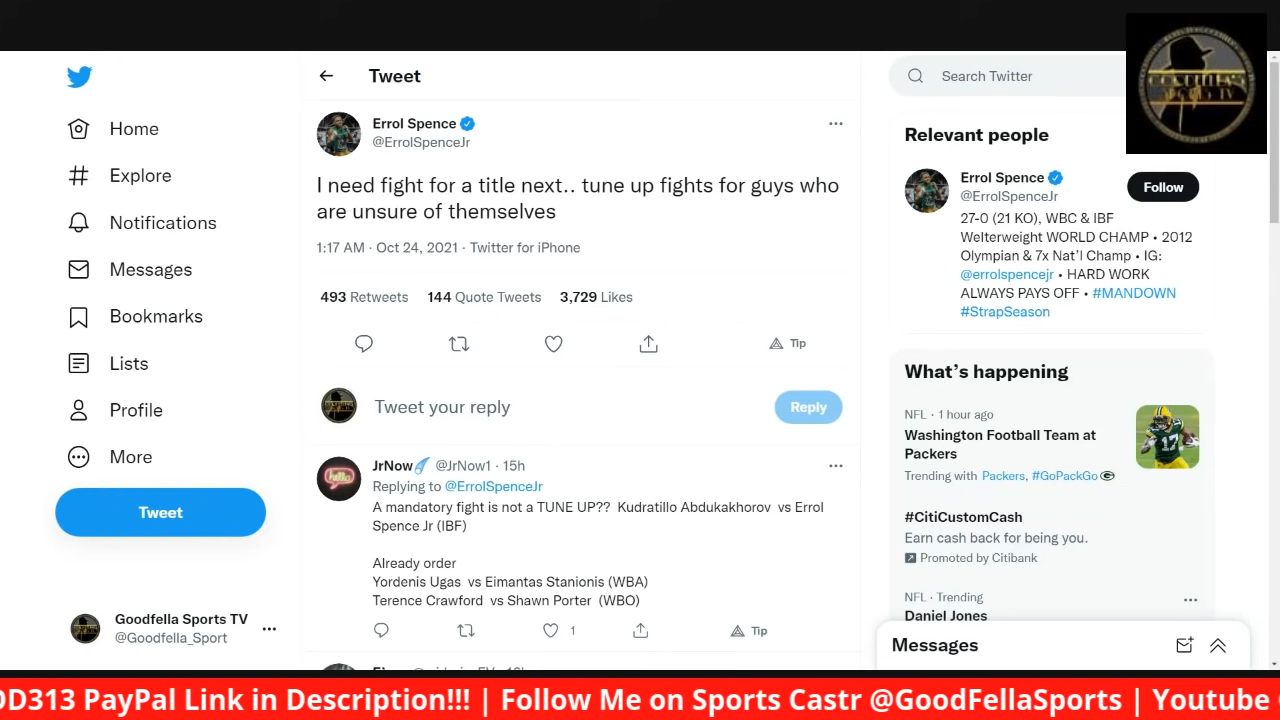 Home
Explore
Notifications
Messages
Bookmarks
Lists
Profile
More
Tweet
Goodfella Sports TV
@Goodfella_Sport
Tweet
Errol Spence
@ErrolSpenceJr
I need fight for a title next.. tune up fights for guys who
are unsure of themselves
1:17 AM · Oct 24, 2021 · Twitter for iPhone
493 Retweets 144 Quote Tweets 3,729 Likes
Tip
Tweet your reply
Reply
JrNow @JrNow1 · 15h
Replying to @ErrolSpenceJr
A mandatory fight is not a TUNE UP?? Kudratillo Abdukakhorov vs Errol
Spence Jr (IBF)
Already order
Yordenis Ugas vs Eimantas Stanionis (WBA)
Terence Crawford vs Shawn Porter (WBO)
1
Tip
Search Twitter
GOODFELLA'S
SPORTS TV
Relevant people
Errol Spence
@ErrolSpenceJr
Follow
27-0 (21 KO), WBC & IBF
Welterweight WORLD CHAMP • 2012
Olympian & 7x Nat'l Champ • IG:
@errolspencejr • HARD WORK
ALWAYS PAYS OFF • #MANDOWN
#StrapSeason
What's happening
NFL · 1 hour ago
Washington Football Team at
Packers
Trending with Packers, #GoPackGo
#CitiCustomCash
Earn cash back for being you.
Promoted by Citibank
NFL · Trending
Daniel Jones
Messages
DD313 PayPal Link in Description!!! | Follow Me on Sports Castr @GoodFellaSports | Youtube